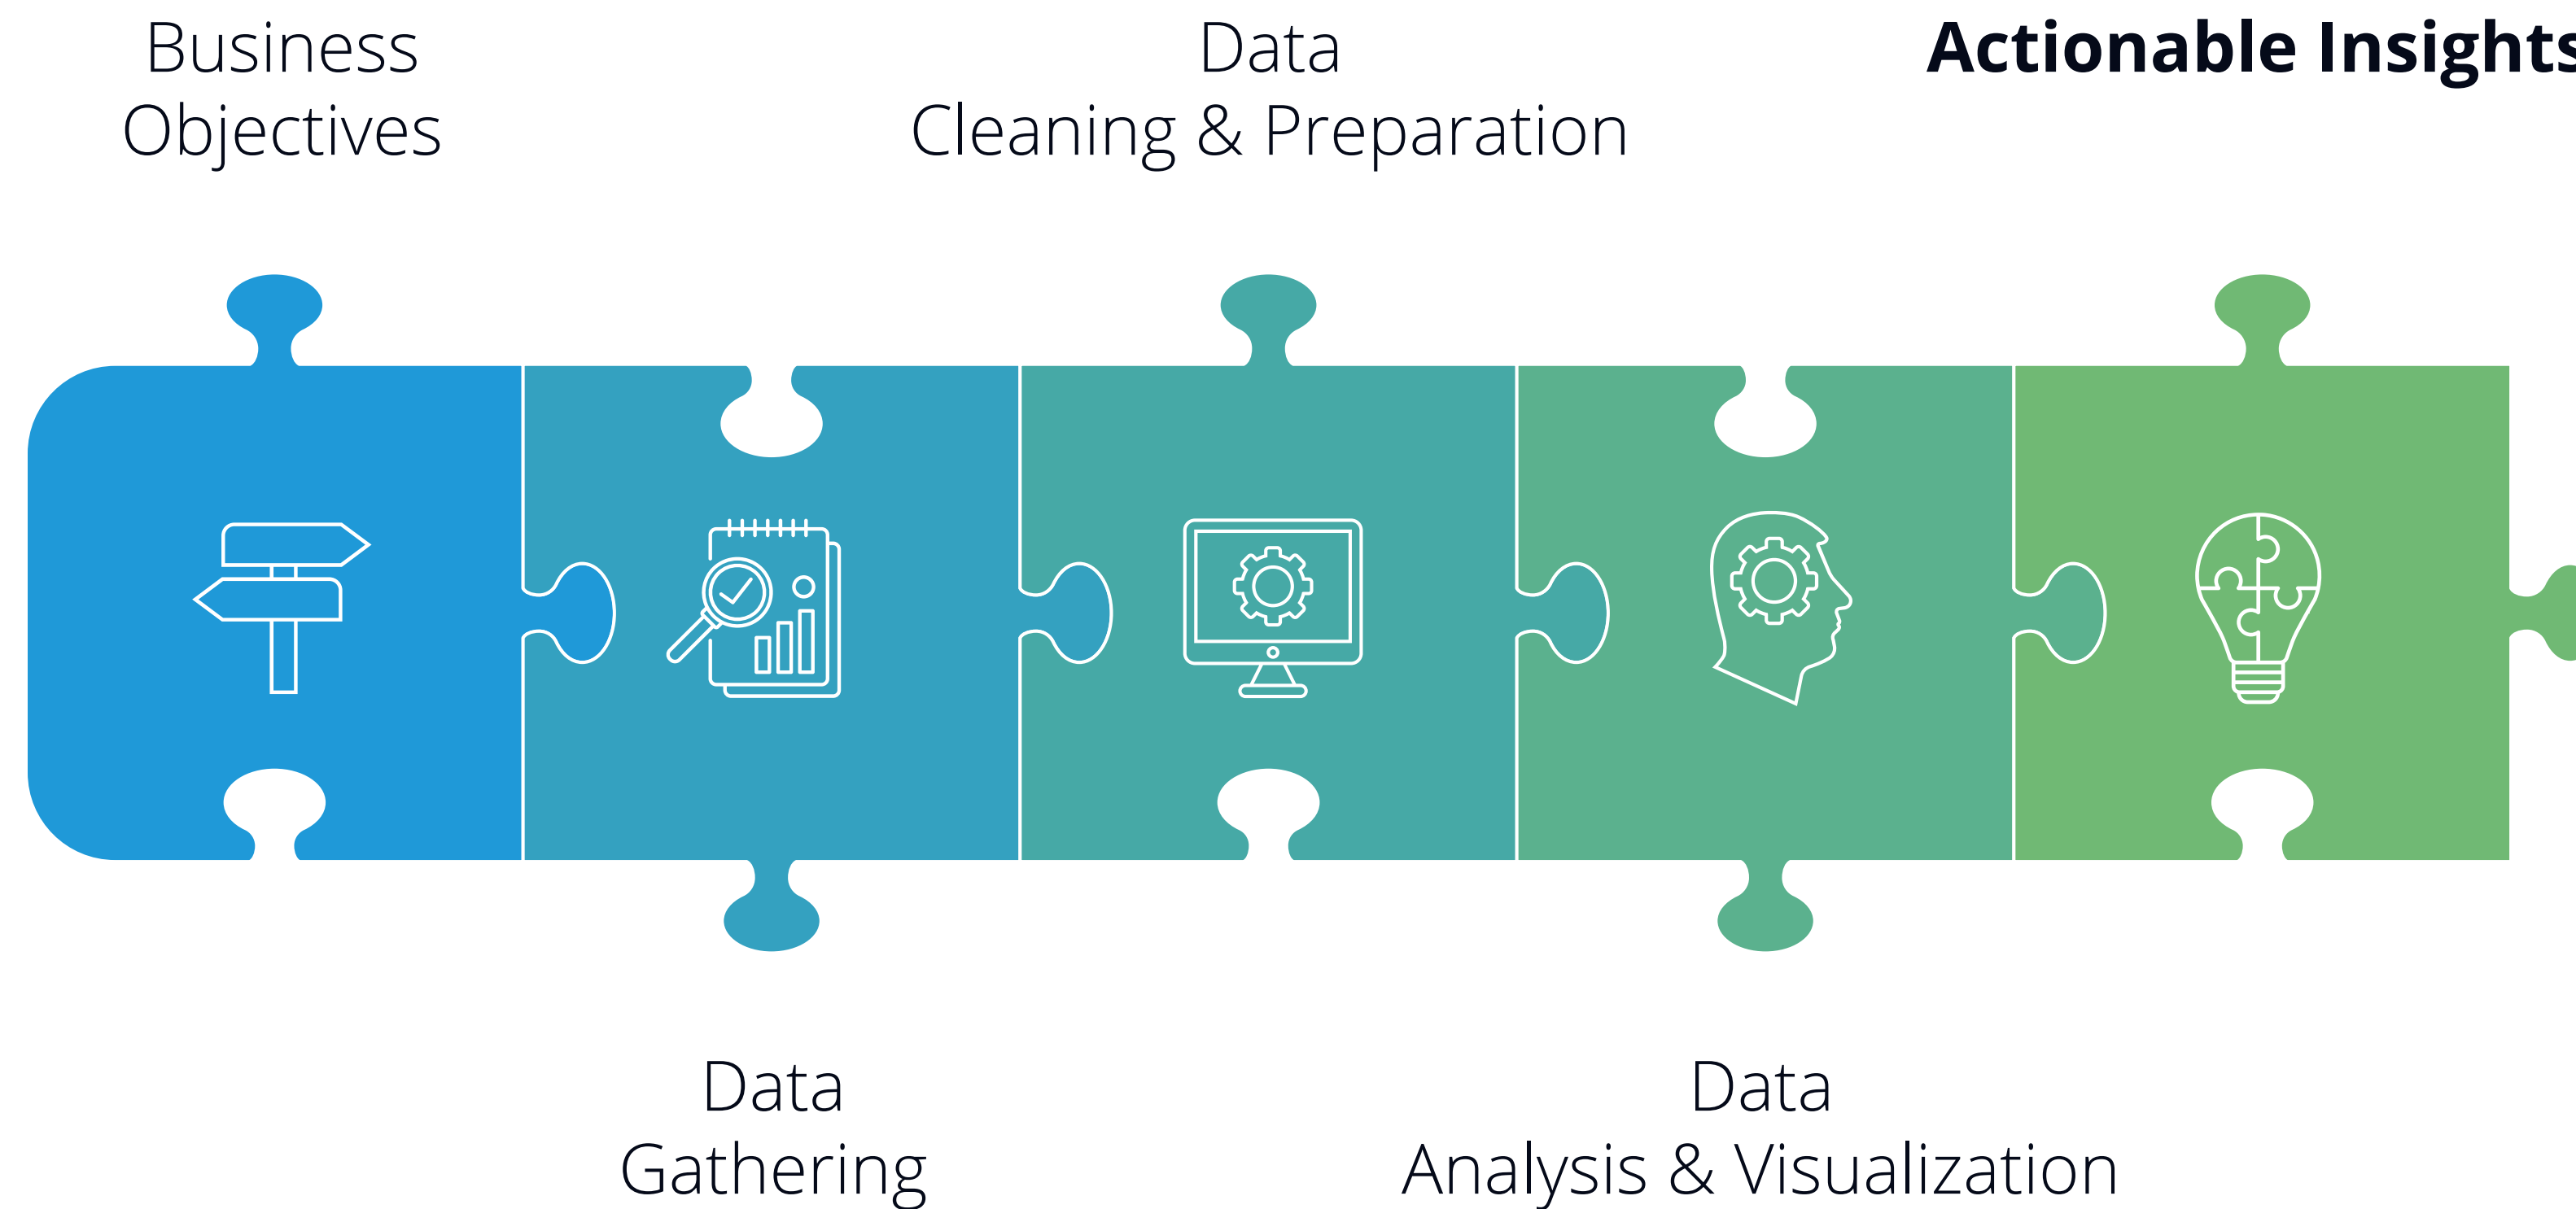 Business
Objectives
Data
Gathering
Data
Cleaning & Preparation
Data
Analysis & Visualization
Actionable Insights